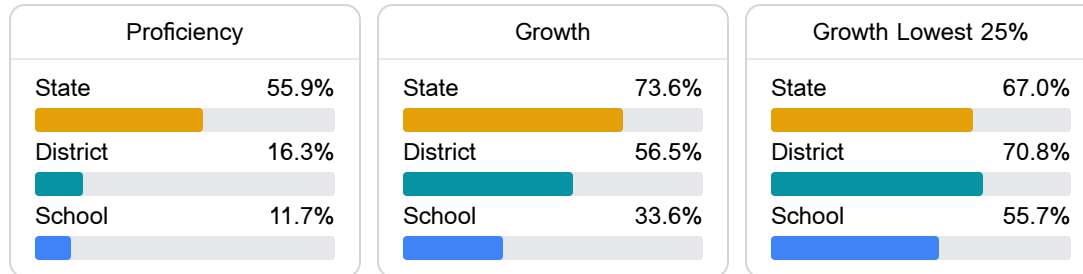 Proficiency
State 55.9%
District 16.3%
School 11.7%
Growth
State 73.6%
District 56.5%
School 33.6%
Growth Lowest 25%
State 67.0%
District 70.8%
School 55.7%